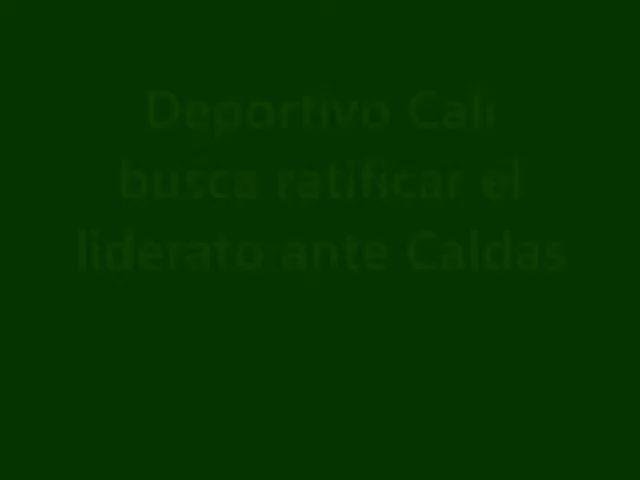 Deportivo Cali
busca ratificar el
liderato ante Caldas